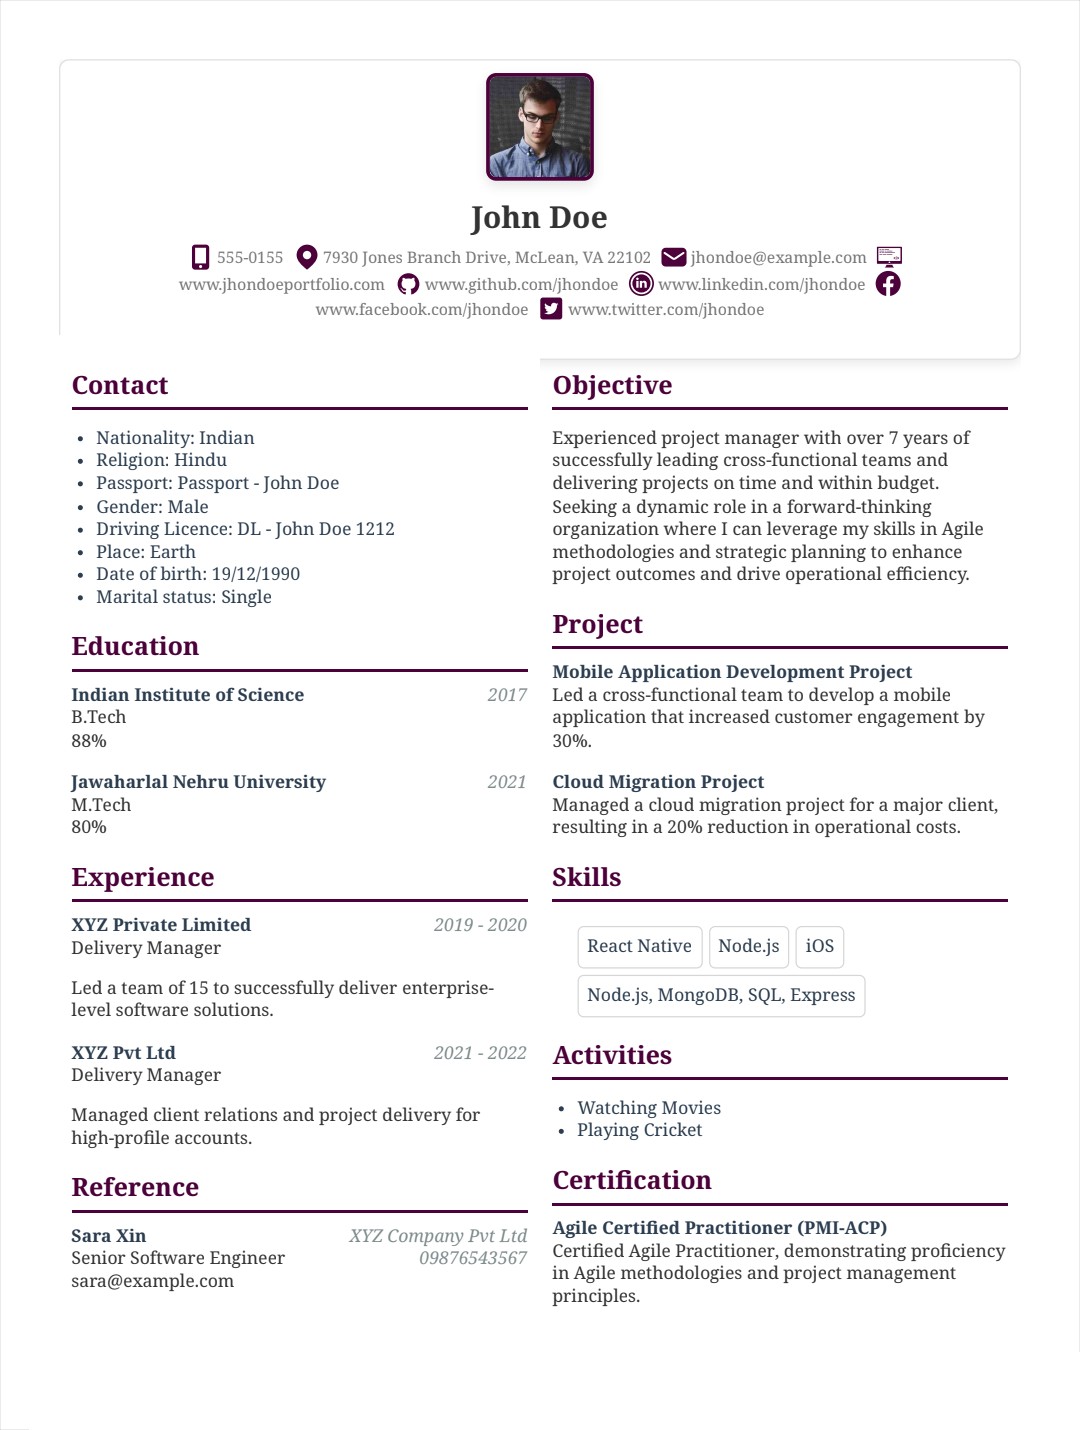 John Doe
555-0155 7930 Jones Branch Drive, McLean, VA 22102 jhondoe@example.com
www.jhondoeportfolio.com www.github.com/jhondoe www.linkedin.com/jhondoe
www.facebook.com/jhondoe www.twitter.com/jhondoe
Contact
• Nationality: Indian
• Religion: Hindu
• Passport: Passport - John Doe
• Gender: Male
• Driving Licence: DL - John Doe 1212
• Place: Earth
• Date of birth: 19/12/1990
• Marital status: Single
Education
Indian Institute of Science 2017
B.Tech
88%
Jawaharlal Nehru University 2021
M.Tech
80%
Experience
XYZ Private Limited 2019 - 2020
Delivery Manager
Led a team of 15 to successfully deliver enterprise-
level software solutions.
XYZ Pvt Ltd 2021 - 2022
Delivery Manager
Managed client relations and project delivery for
high-profile accounts.
Reference
Sara Xin XYZ Company Pvt Ltd
Senior Software Engineer 09876543567
sara@example.com
Objective
Experienced project manager with over 7 years of
successfully leading cross-functional teams and
delivering projects on time and within budget.
Seeking a dynamic role in a forward-thinking
organization where I can leverage my skills in Agile
methodologies and strategic planning to enhance
project outcomes and drive operational efficiency.
Project
Mobile Application Development Project
Led a cross-functional team to develop a mobile
application that increased customer engagement by
30%.
Cloud Migration Project
Managed a cloud migration project for a major client,
resulting in a 20% reduction in operational costs.
Skills
React Native Node.js iOS
Node.js, MongoDB, SQL, Express
Activities
• Watching Movies
• Playing Cricket
Certification
Agile Certified Practitioner (PMI-ACP)
Certified Agile Practitioner, demonstrating proficiency
in Agile methodologies and project management
principles.